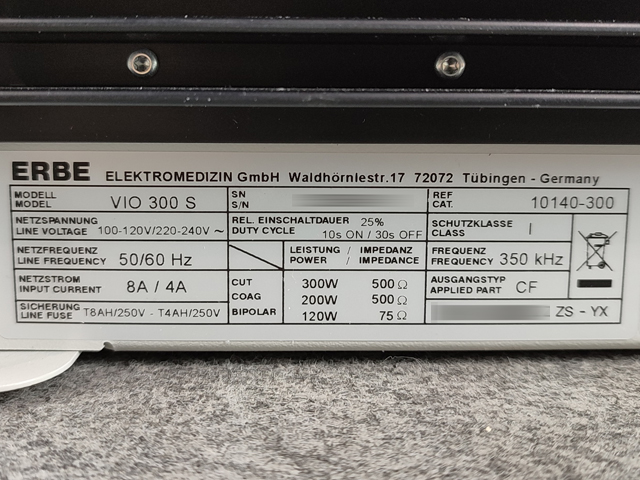 ERBE ELEKTROMEDIZIN GmbH Waldhörnlestr.17 72072 Tübingen - Germany
MODELL
MODEL VIO 300 S
SN
S/N
REF
CAT. 10140-300
NETZSPANNUNG
LINE VOLTAGE 100-120V/220-240V ~
REL. EINSCHALTDAUER 25%
DUTY CYCLE 10s ON / 30s OFF
SCHUTZKLASSE
CLASS I
NETZFREQUENZ
LINE FREQUENCY 50/60 Hz
LEISTUNG / IMPEDANZ
POWER / IMPEDANCE
FREQUENZ
FREQUENCY 350 kHz
NETZSTROM
INPUT CURRENT 8A / 4A
CUT 300W 500 Ω
COAG 200W 500 Ω
BIPOLAR 120W 75 Ω
AUSGANGSTYP
APPLIED PART CF
SICHERUNG
LINE FUSE T8AH/250V - T4AH/250V
ZS - YX